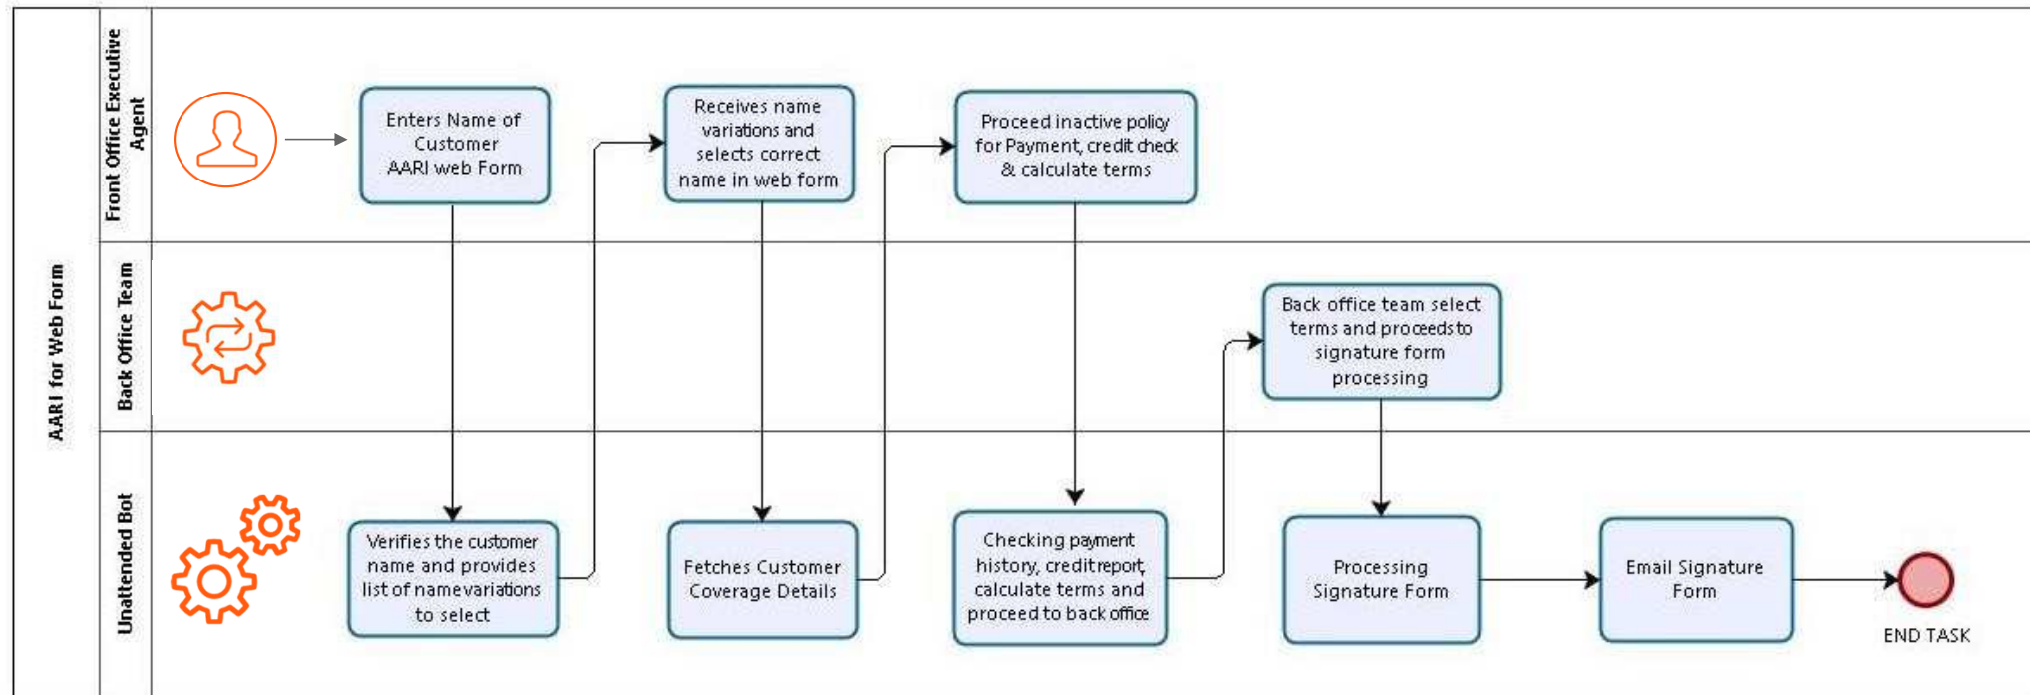 AARI for Web Form
Front Office Executive
Agent
Enters Name of
Customer
AARI web Form
Receives name
variations and
selects correct
name in web form
Proceed inactive policy
for Payment, credit check
& calculate terms
Back Office Team
Back office team select
terms and proceeds to
signature form
processing
Unattended Bot
Verifies the customer
name and provides
list of name variations
to select
Fetches Customer
Coverage Details
Checking payment
history, credit report,
calculate terms and
proceed to back office
Processing
Signature Form
Email Signature
Form
END TASK